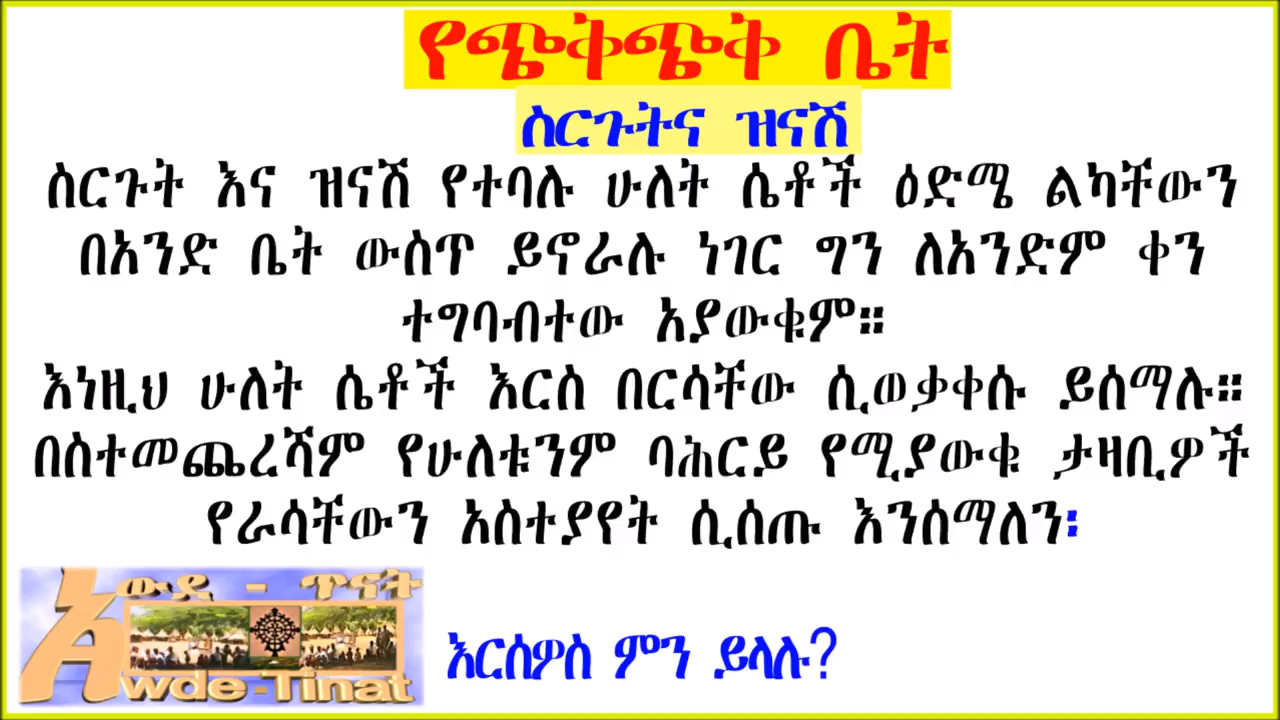 የጭቅጭቅ ቤት
ስርጉትና ዝናሽ
ስርጉት እና ዝናሽ የተባሉ ሁለት ሴቶች ዕድሜ ልካቸውን
በአንድ ቤት ውስጥ ይኖራሉ ነገር ግን ለአንድም ቀን
ተግባብተው አያውቁም።
እነዚህ ሁለት ሴቶች እርስ በርሳቸው ሲወቃቀሱ ይሰማሉ።
በስተመጨረሻም የሁለቱንም ባሕርይ የሚያውቁ ታዛቢዎች
የራሳቸውን አስተያየት ሲሰጡ እንሰማለን፡
አውደ - ጥናት
Awde-Tinat
እርስዎስ ምን ይላሉ?